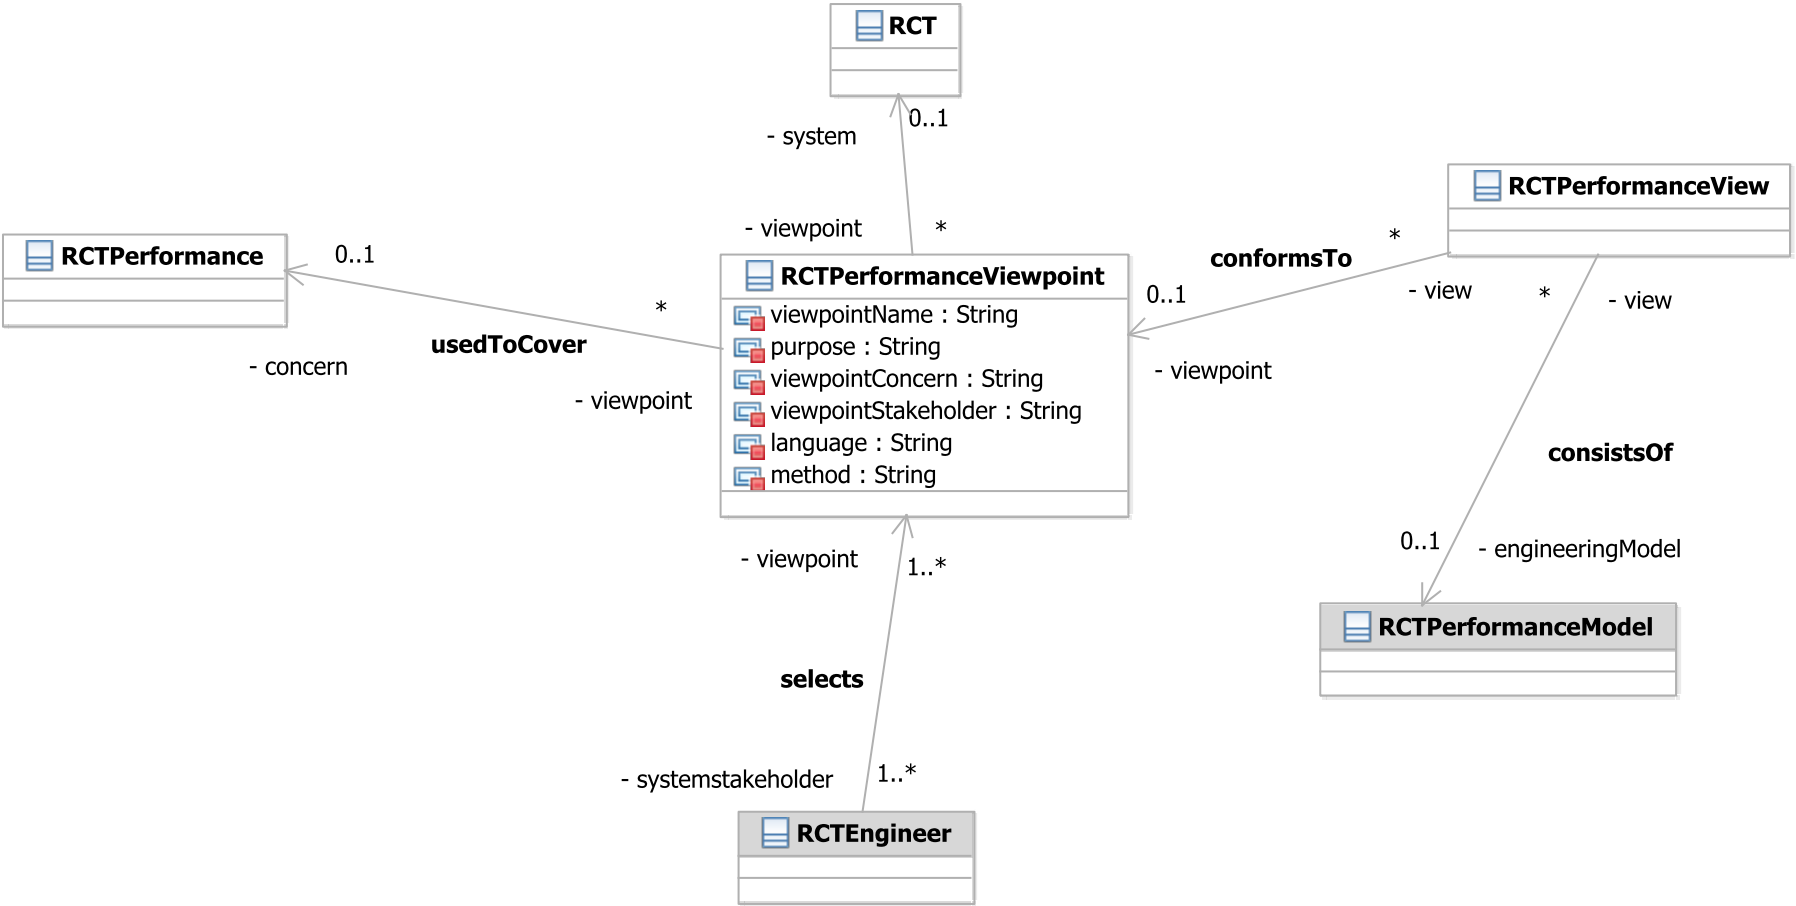 RCT
0..1
- system
- viewpoint
*
RCTPerformance
0..1
*
usedToCover
- concern
- viewpoint
RCTPerformanceViewpoint
viewpointName : String
purpose : String
viewpointConcern : String
viewpointStakeholder : String
language : String
method : String
RCTPerformanceView
*
conformsTo
- view
0..1
- viewpoint
*
- view
consistsOf
0..1
- engineeringModel
RCTPerformanceModel
- viewpoint
1..*
selects
- systemstakeholder
1..*
RCTEngineer